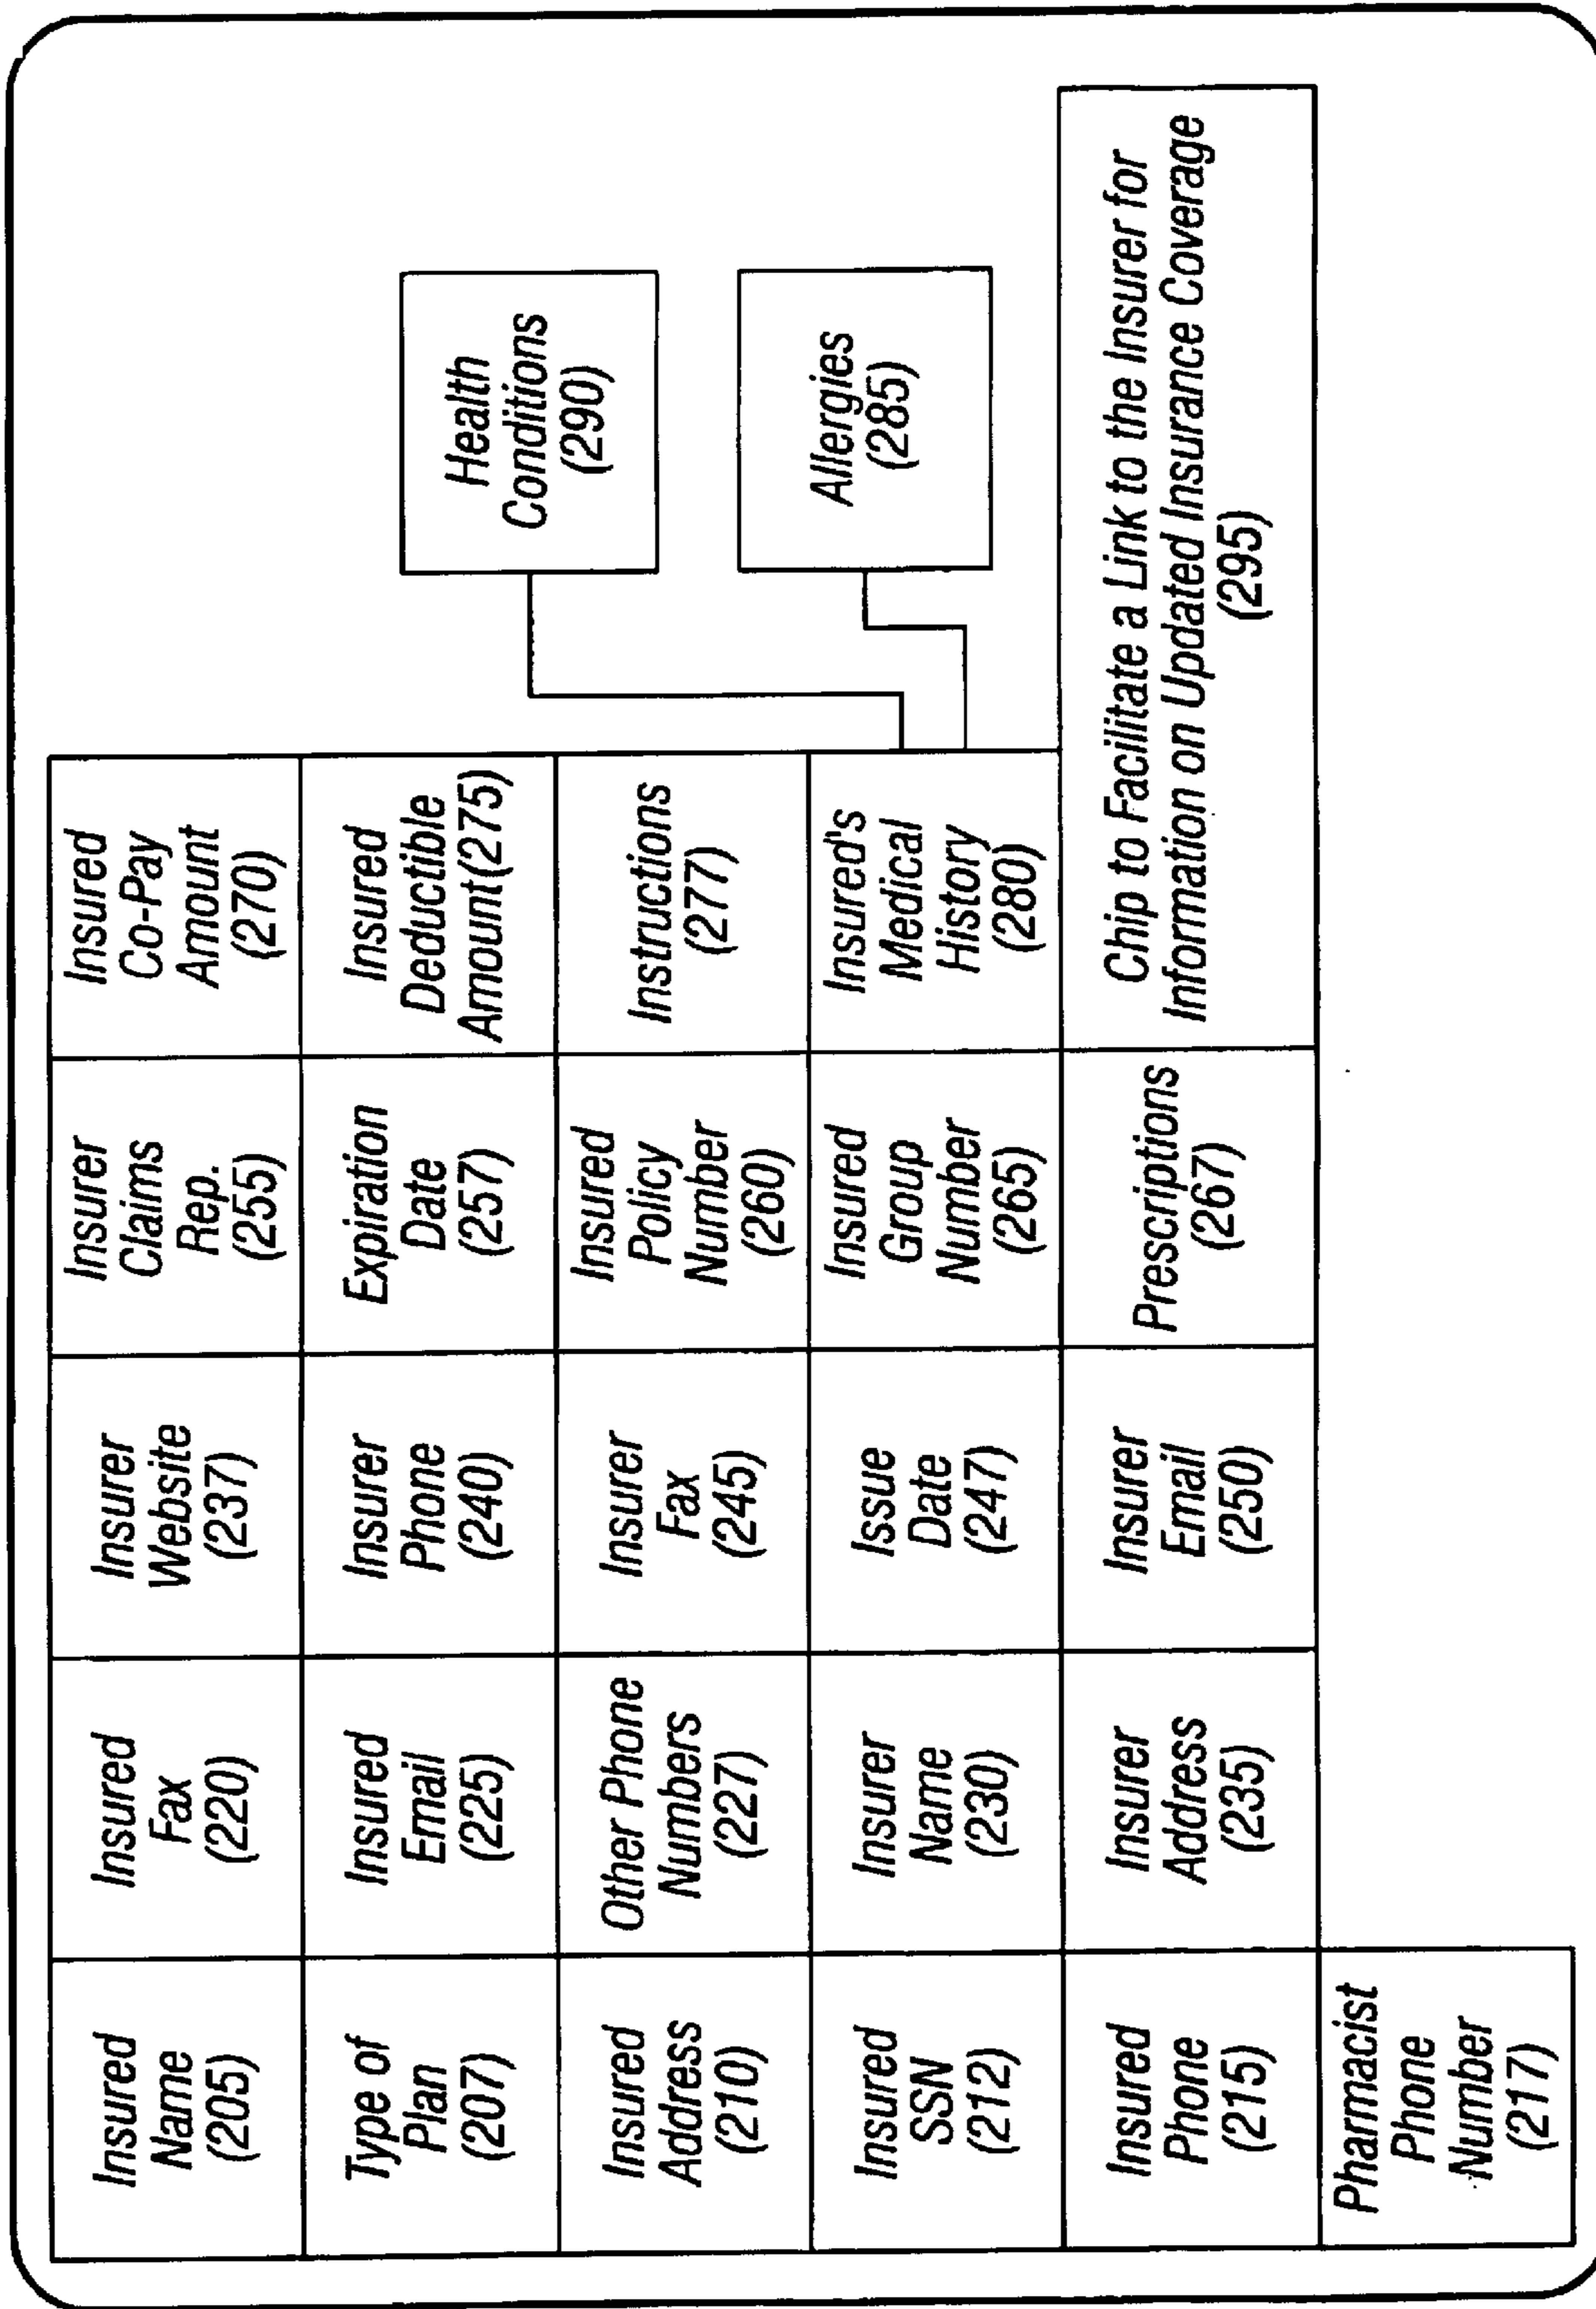 Insured
Name
(205)
Type of
Plan
(207)
Insured
Address
(210)
Insured
SSN
(212)
Insured
Phone
(215)
Pharmacist
Phone
Number
(217)
Insured
Fax
(220)
Insured
Email
(225)
Other Phone
Numbers
(227)
Insurer
Name
(230)
Insurer
Address
(235)
Insurer
Website
(237)
Insurer
Phone
(240)
Insurer
Fax
(245)
Issue
Date
(247)
Insurer
Email
(250)
Insurer
Claims
Rep.
(255)
Expiration
Date
(257)
Insured
Policy
Number
(260)
Insured
Group
Number
(265)
Prescriptions
(267)
Insured
Co-Pay
Amount
(270)
Insured
Deductible
Amount(275)
Instructions
(277)
Insured's
Medical
History
(280)
Health
Conditions
(290)
Allergies
(285)
Chip to Facilitate a Link to the Insurer for
Information on Updated Insurance Coverage
(295)